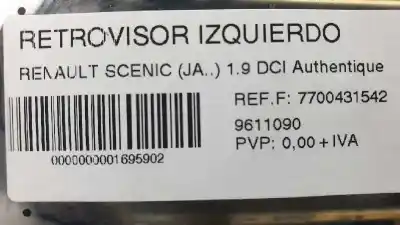 RETROVISOR IZQUIERDO
RENAULT SCENIC (JA..) 1.9 DCI Authentique
REF.F: 7700431542
9611090
PVP: 0,00 + IVA
0000000001695902